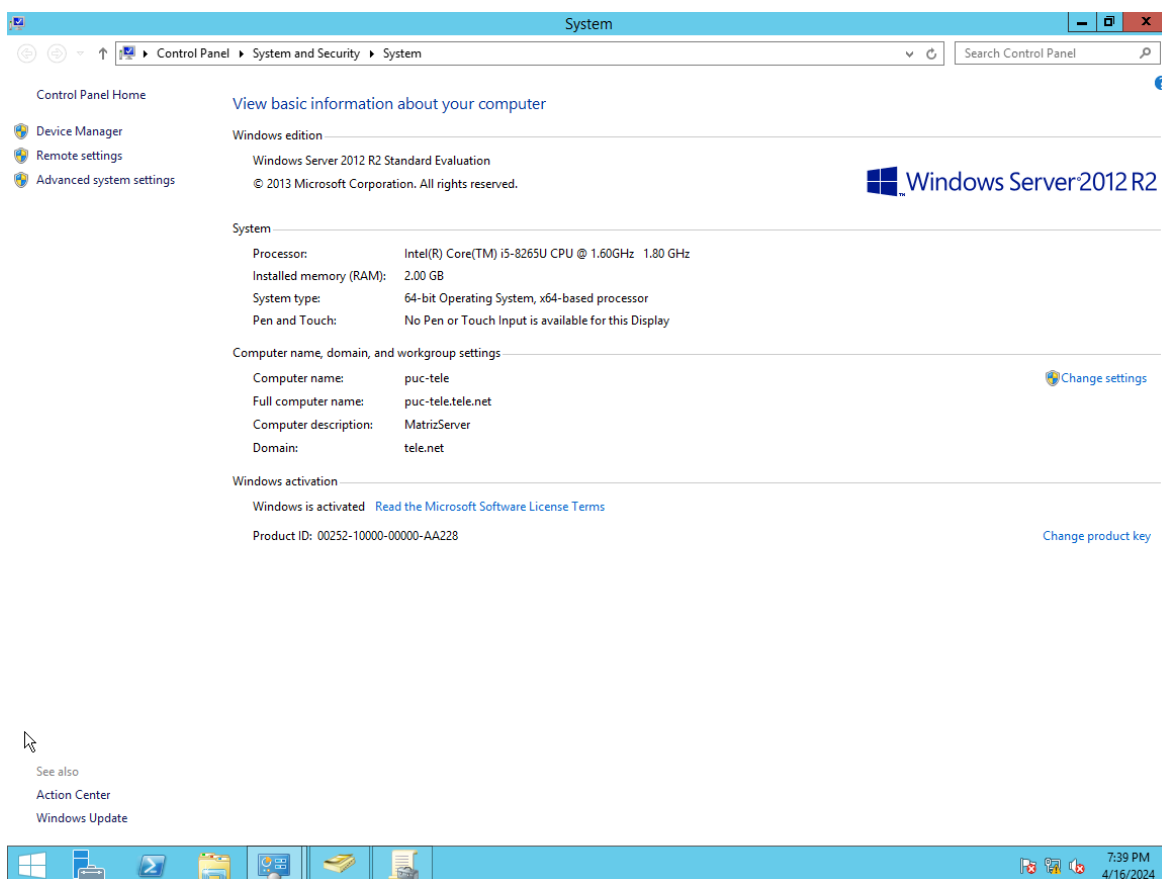 System
Control Panel System and Security System
Search Control Panel
Control Panel Home
Device Manager
Remote settings
Advanced system settings
View basic information about your computer
Windows edition
Windows Server 2012 R2 Standard Evaluation
© 2013 Microsoft Corporation. All rights reserved.
Windows Server 2012 R2
System
Processor: Intel(R) Core(TM) i5-8265U CPU @ 1.60GHz 1.80 GHz
Installed memory (RAM): 2.00 GB
System type: 64-bit Operating System, x64-based processor
Pen and Touch: No Pen or Touch Input is available for this Display
Computer name, domain, and workgroup settings
Computer name: puc-tele
Change settings
Full computer name: puc-tele.tele.net
Computer description: MatrizServer
Domain: tele.net
Windows activation
Windows is activated Read the Microsoft Software License Terms
Product ID: 00252-10000-00000-AA228
Change product key
See also
Action Center
Windows Update
7:39 PM
4/16/2024